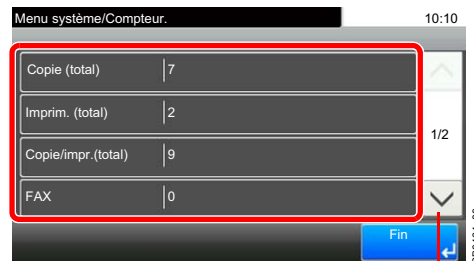 Menu système/Compteur. 10:10
Copie (total) 7
Imprim. (total) 2
1/2
Copie/impr.(total) 9
FAX 0
Fin